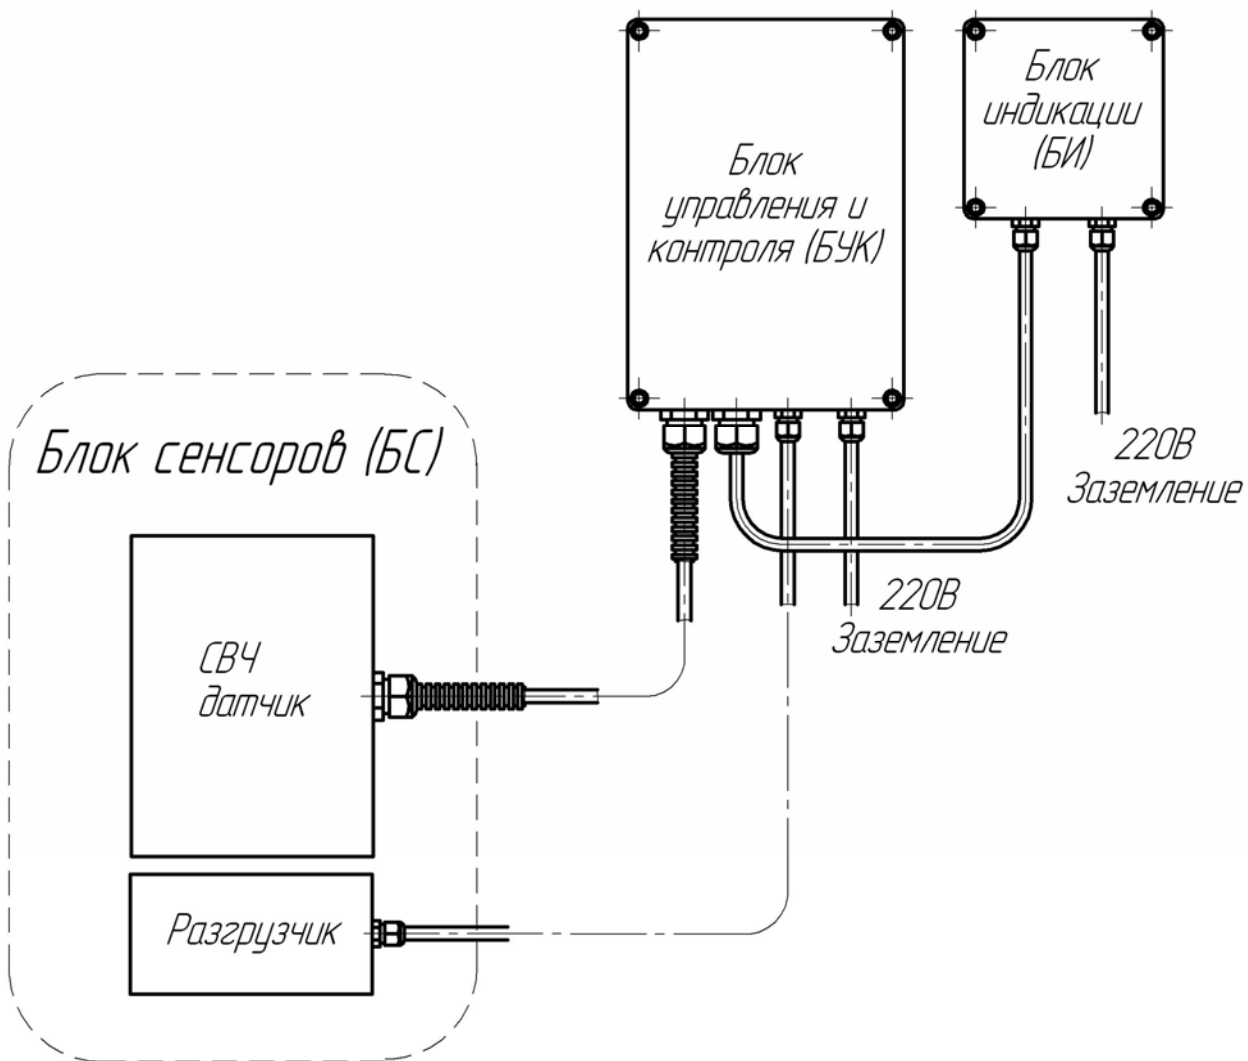 Блок
управления и
контроля (БУК)
Блок
индикации
(БИ)
220В
Заземление
220В
Заземление
Блок сенсоров (БС)
СВЧ
датчик
Разгрузчик